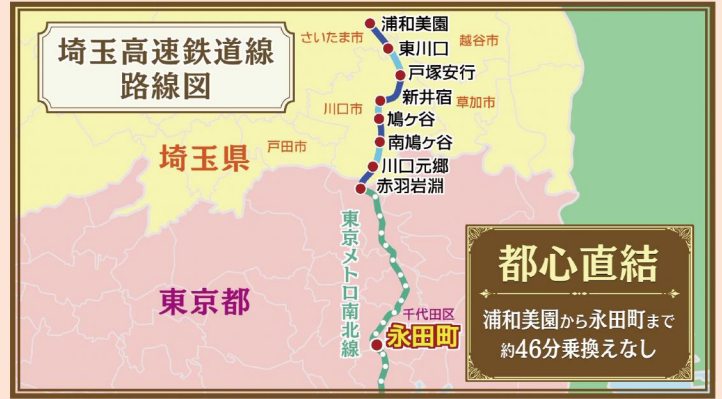 埼玉高速鉄道線
路線図
さいたま市
浦和美園
越谷市
東川口
戸塚安行
新井宿
草加市
川口市
鳩ヶ谷
戸田市
南鳩ヶ谷
埼玉県
川口元郷
赤羽岩淵
東京メトロ南北線
東京都
千代田区
永田町
都心直結
浦和美園から永田町まで
約46分乗換えなし